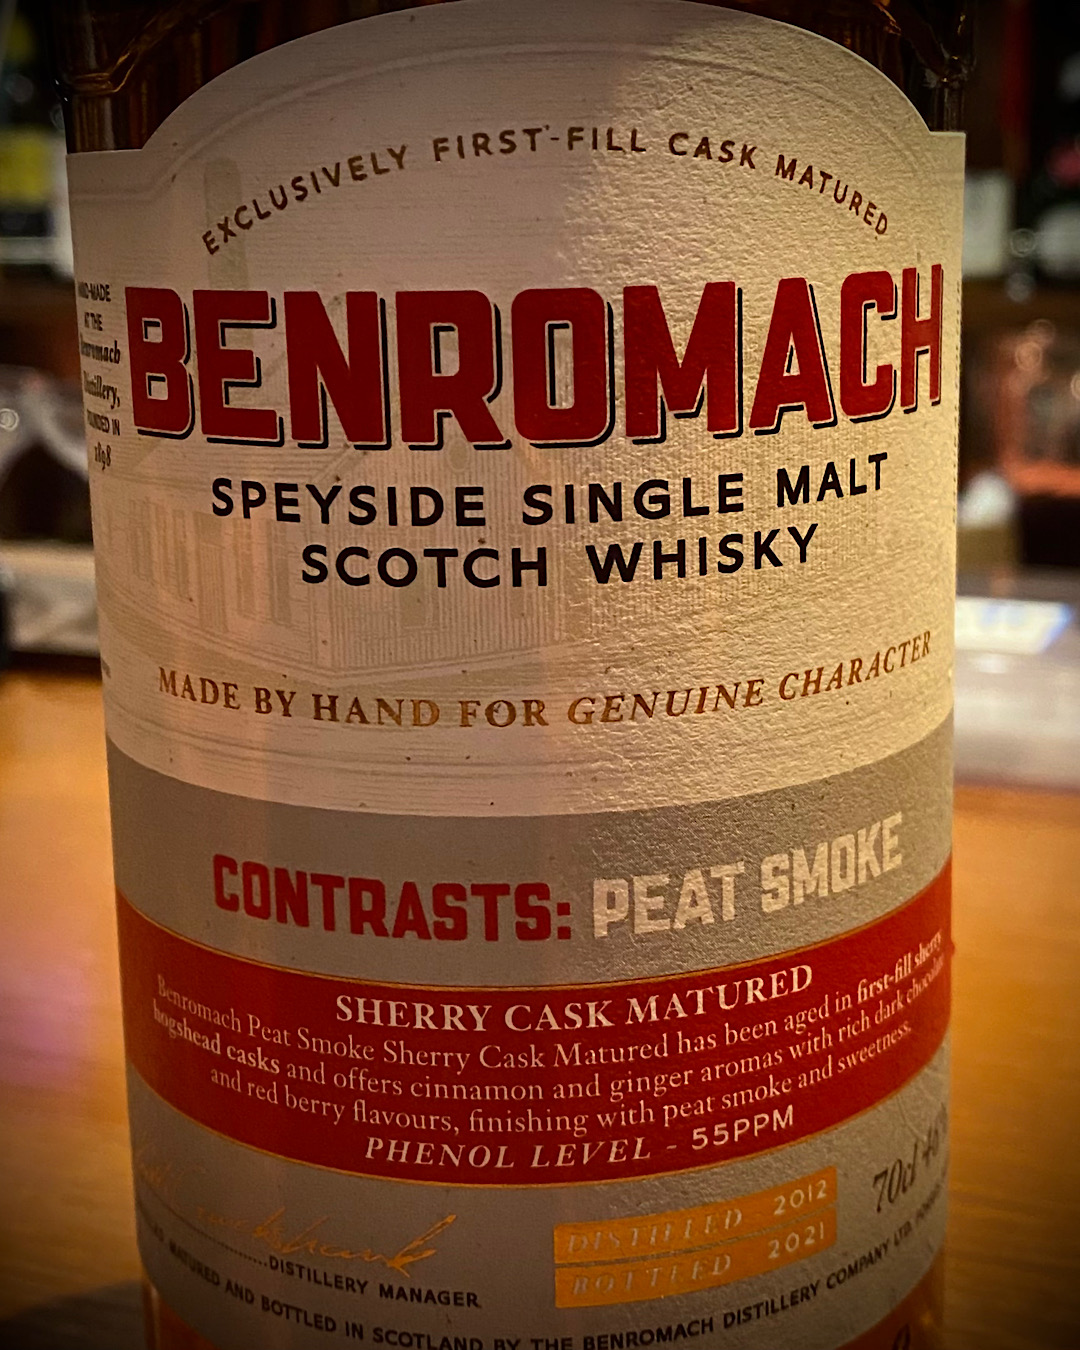 EXCLUSIVELY FIRST-FILL CASK MATURED
AT THE
Distillery,
1898
BENROMACH
SPEYSIDE SINGLE MALT
SCOTCH WHISKY
MADE BY HAND FOR GENUINE CHARACTER
CONTRASTS: PEAT SMOKE
SHERRY CASK MATURED
Benromach Peat Smoke Sherry Cask Matured has been aged in first-fill sherry
hogshead casks and offers cinnamon and ginger aromas with rich dark chocolate
and red berry flavours, finishing with peat smoke and sweetness.
PHENOL LEVEL - 55PPM
DISTILLED 2012
BOTTLED 2021
70cl
DISTILLERY MANAGER
MATURED AND BOTTLED IN SCOTLAND BY THE BENROMACH DISTILLERY COMPANY LTD.